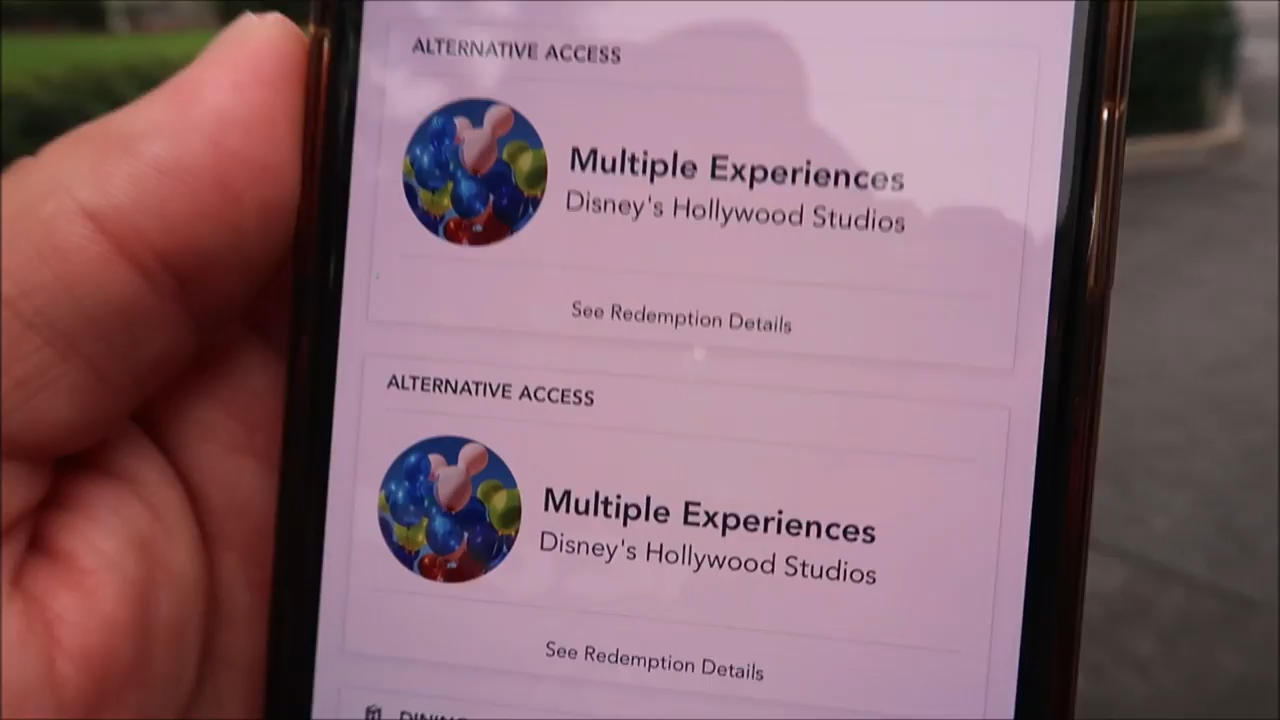 ALTERNATIVE ACCESS
Multiple Experiences
Disney's Hollywood Studios
See Redemption Details
ALTERNATIVE ACCESS
Multiple Experiences
Disney's Hollywood Studios
See Redemption Details